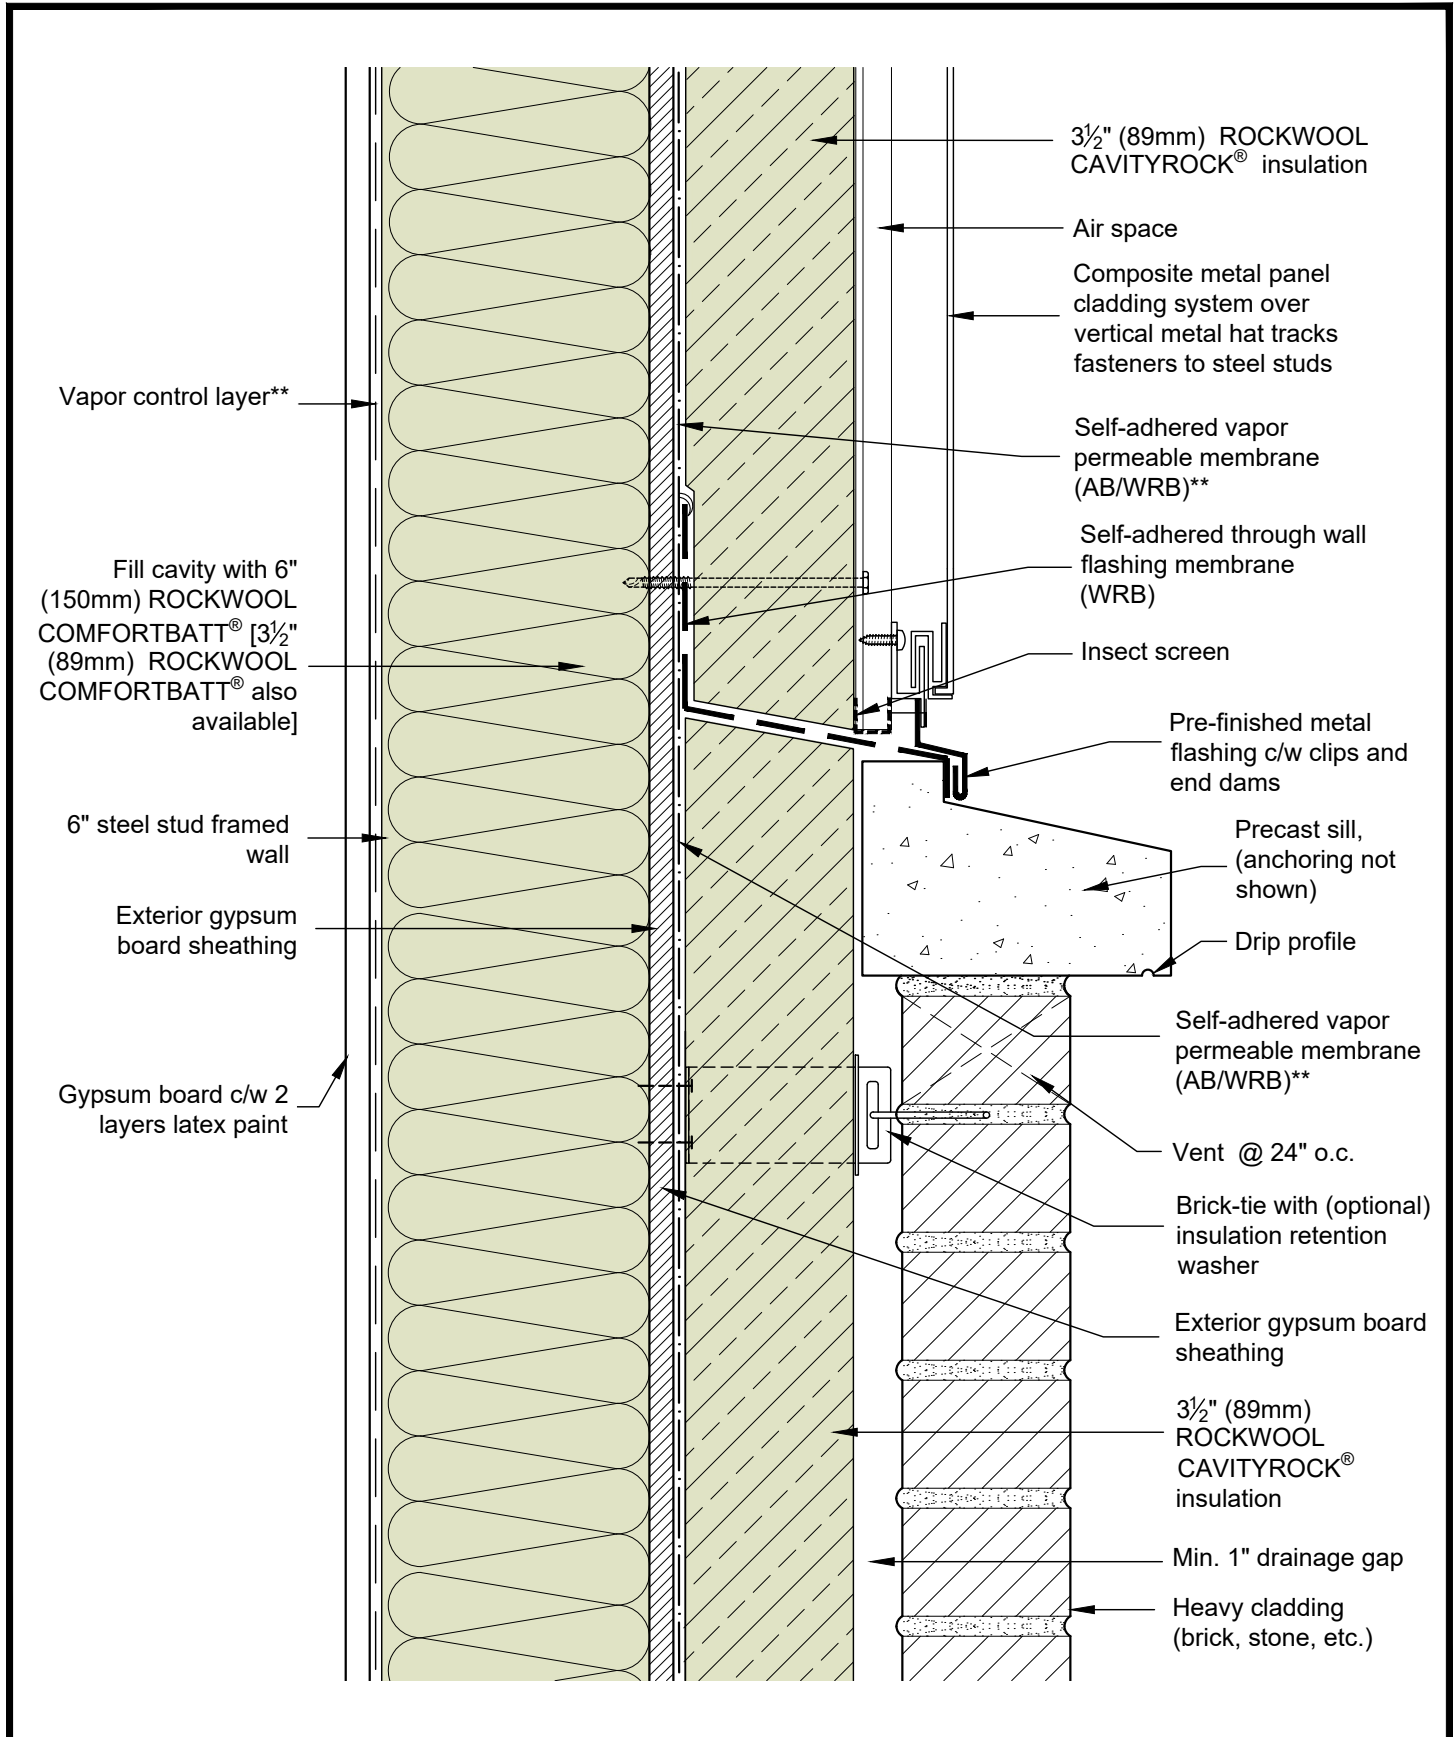 Vapor control layer**
Fill cavity with 6"
(150mm) ROCKWOOL
COMFORTBATT® [3½"
(89mm) ROCKWOOL
COMFORTBATT® also
available]
6" steel stud framed
wall
Exterior gypsum
board sheathing
Gypsum board c/w 2
layers latex paint
3½" (89mm) ROCKWOOL
CAVITYROCK® insulation
Air space
Composite metal panel
cladding system over
vertical metal hat tracks
fasteners to steel studs
Self-adhered vapor
permeable membrane
(AB/WRB)**
Self-adhered through wall
flashing membrane
(WRB)
Insect screen
Pre-finished metal
flashing c/w clips and
end dams
Precast sill,
(anchoring not
shown)
Drip profile
Self-adhered vapor
permeable membrane
(AB/WRB)**
Vent @ 24" o.c.
Brick-tie with (optional)
insulation retention
washer
Exterior gypsum board
sheathing
3½" (89mm)
ROCKWOOL
CAVITYROCK®
insulation
Min. 1" drainage gap
Heavy cladding
(brick, stone, etc.)